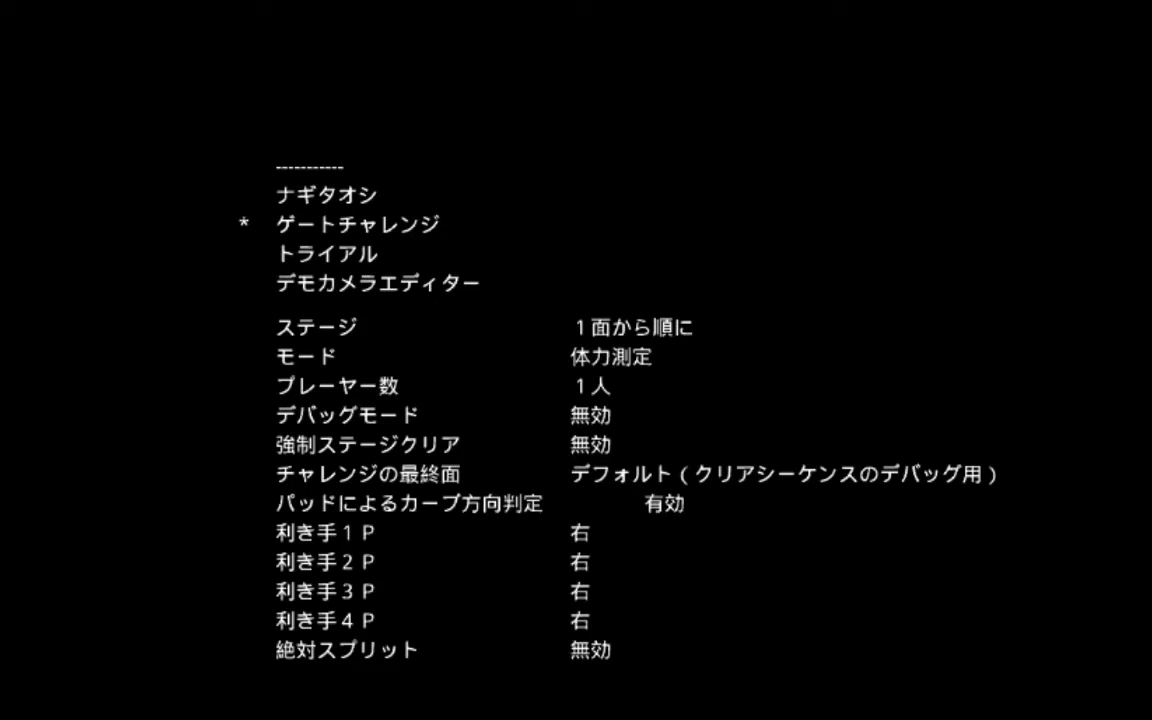 -----------
ナギタオシ
* ゲートチャレンジ
トライアル
デモカメラエディター
ステージ １面から順に
モード 体力測定
プレーヤー数 １人
デバッグモード 無効
強制ステージクリア 無効
チャレンジの最終面 デフォルト（クリアシーケンスのデバッグ用）
パッドによるカーブ方向判定 有効
利き手１Ｐ 右
利き手２Ｐ 右
利き手３Ｐ 右
利き手４Ｐ 右
絶対スプリット 無効